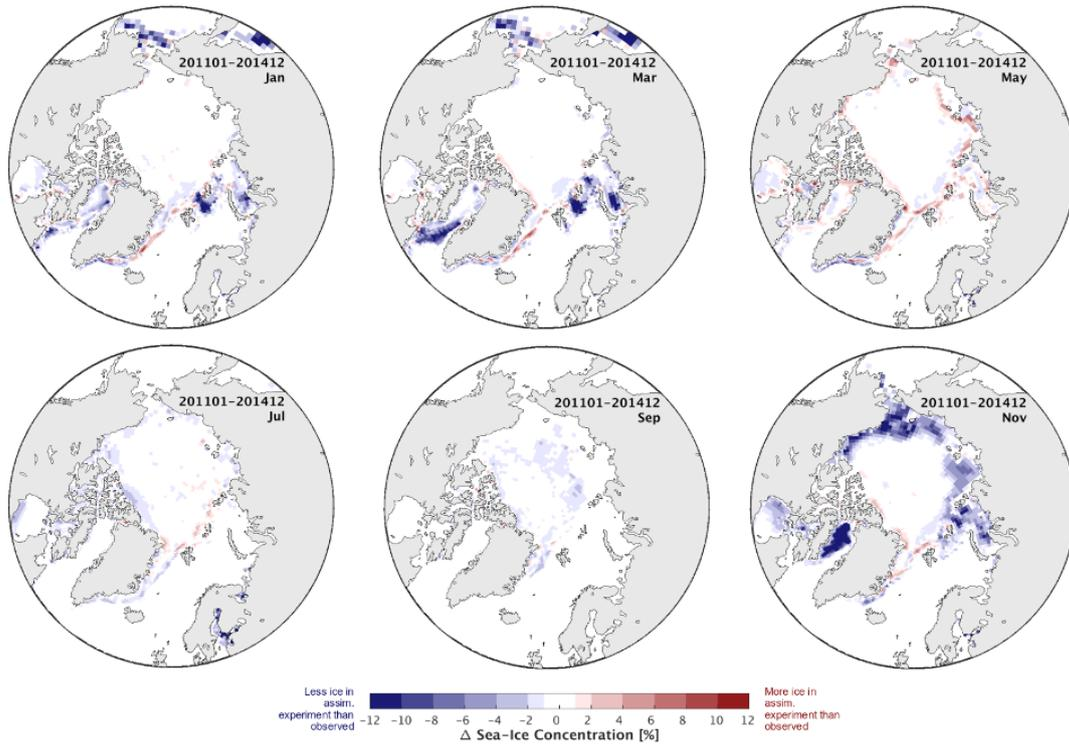 201101-201412
Jan
201101-201412
Mar
201101-201412
May
201101-201412
Jul
201101-201412
Sep
201101-201412
Nov
Less ice in
assim.
experiment than
observed
-12 -10 -8 -6 -4 -2 0 2 4 6 8 10 12
Δ Sea-Ice Concentration [%]
More ice in
assim.
experiment than
observed